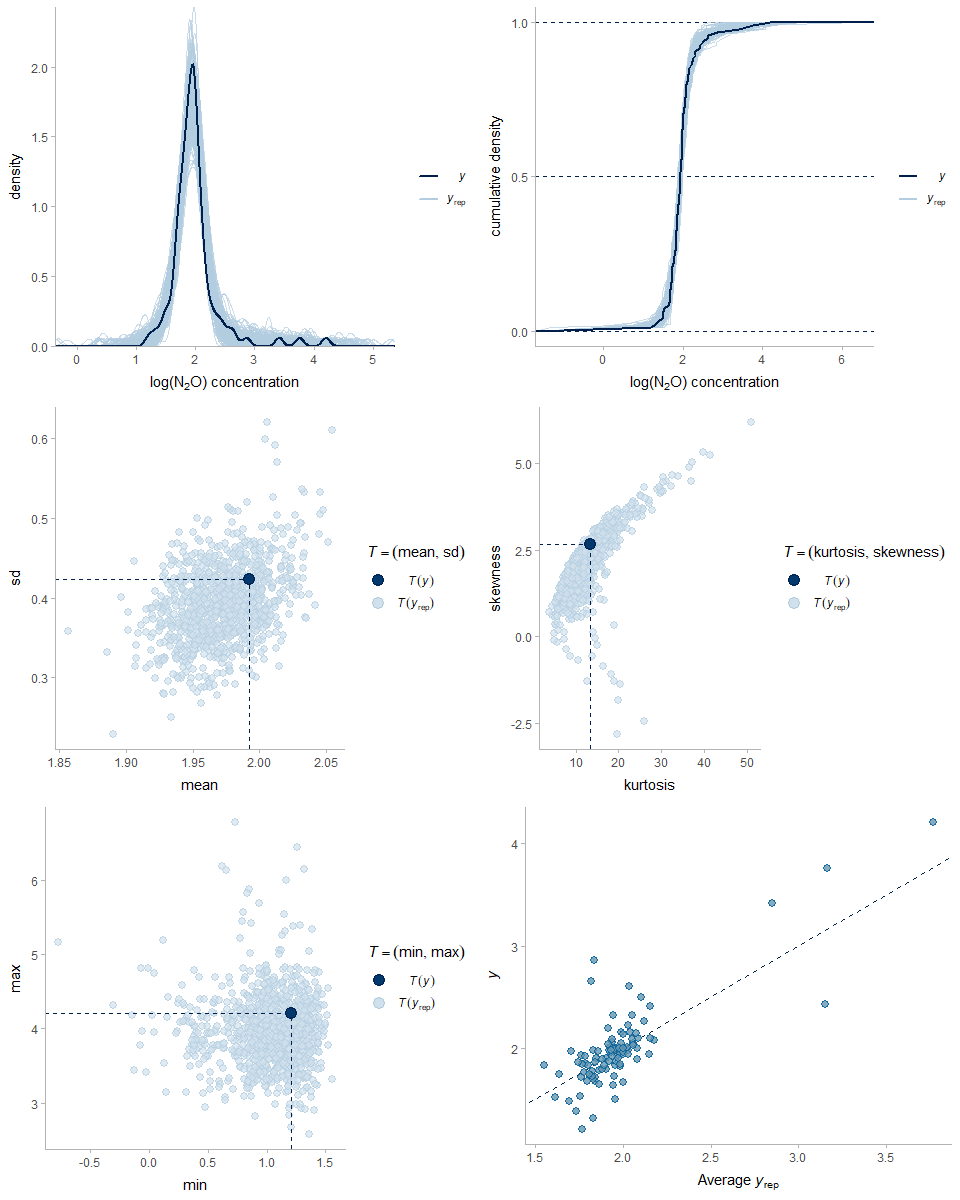 2.0
1.5
1.0
0.5
0.0
density
0 1 2 3 4 5
log(N₂O) concentration
y
yrep
1.0
0.5
0.0
cumulative density
0 2 4 6
log(N₂O) concentration
y
yrep
0.6
0.5
0.4
0.3
sd
1.85 1.90 1.95 2.00 2.05
mean
T = (mean, sd)
T(y)
T(yrep)
5.0
2.5
0.0
-2.5
skewness
10 20 30 40 50
kurtosis
T = (kurtosis, skewness)
T(y)
T(yrep)
6
5
4
3
max
-0.5 0.0 0.5 1.0 1.5
min
T = (min, max)
T(y)
T(yrep)
4
3
2
y
1.5 2.0 2.5 3.0 3.5
Average yrep